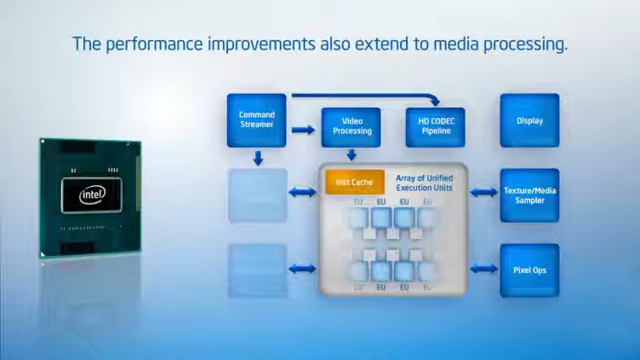 The performance improvements also extend to media processing.
Command
Streamer
Video
Processing
HD CODEC
Pipeline
Display
Inst Cache
Array of Unified
Execution Units
Texture/Media
Sampler
EU EU EU EU
EU EU EU EU
Pixel Ops
intel